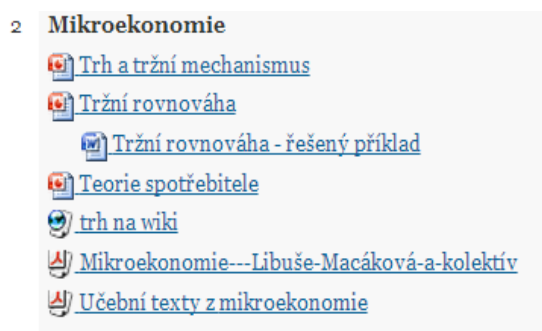 2 Mikroekonomie
Trh a tržní mechanismus
Tržní rovnováha
Tržní rovnováha - řešený příklad
Teorie spotřebitele
trh na wiki
Mikroekonomie---Libuše-Macáková-a-kolektív
Učební texty z mikroekonomie